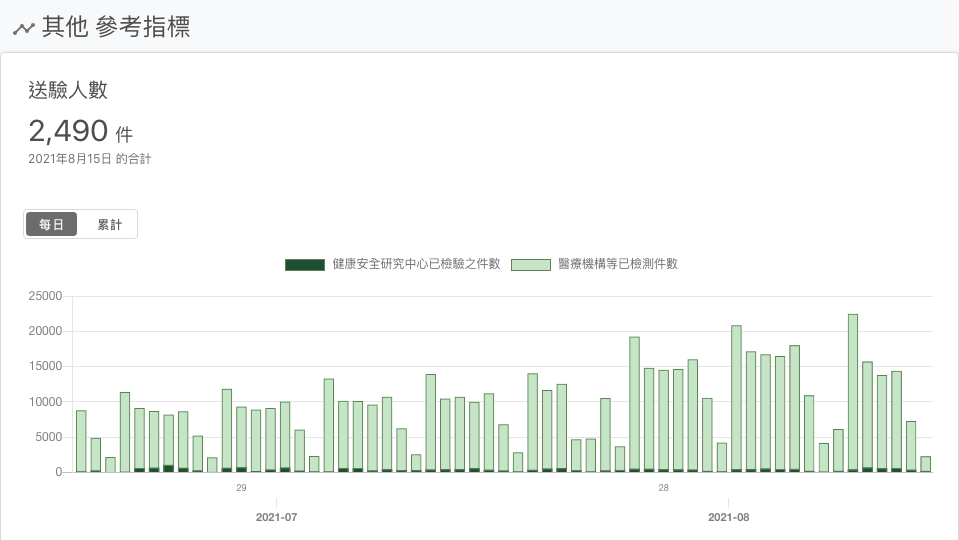 其他 參考指標
送驗人數
2,490 件
2021年8月15日 的合計
每日 累計
健康安全研究中心已檢驗之件數 醫療機構等已檢測件數
25000
20000
15000
10000
5000
0
29 28
2021-07 2021-08